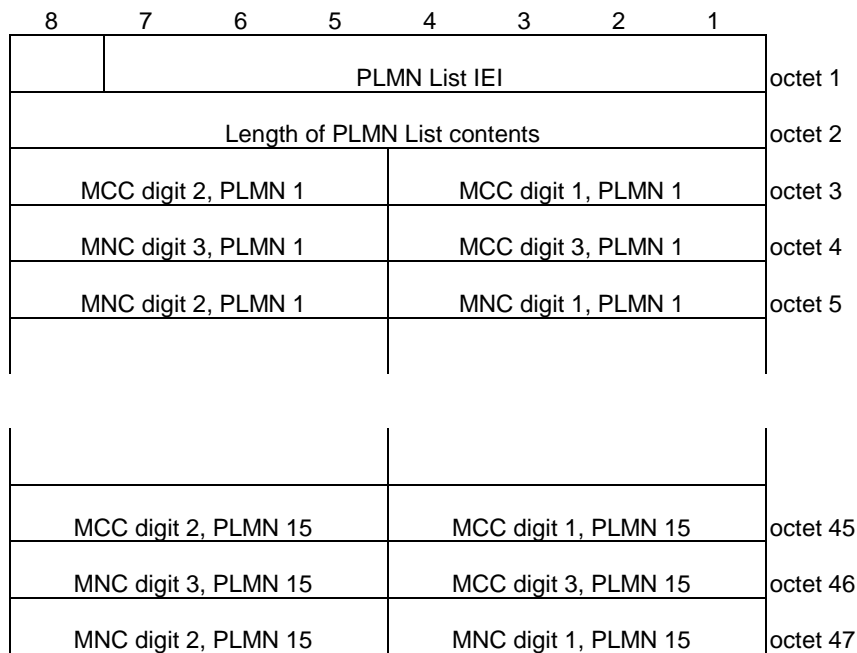 8 7 6 5 4 3 2 1
PLMN List IEI octet 1
Length of PLMN List contents octet 2
MCC digit 2, PLMN 1 MCC digit 1, PLMN 1 octet 3
MNC digit 3, PLMN 1 MCC digit 3, PLMN 1 octet 4
MNC digit 2, PLMN 1 MNC digit 1, PLMN 1 octet 5
MCC digit 2, PLMN 15 MCC digit 1, PLMN 15 octet 45
MNC digit 3, PLMN 15 MCC digit 3, PLMN 15 octet 46
MNC digit 2, PLMN 15 MNC digit 1, PLMN 15 octet 47